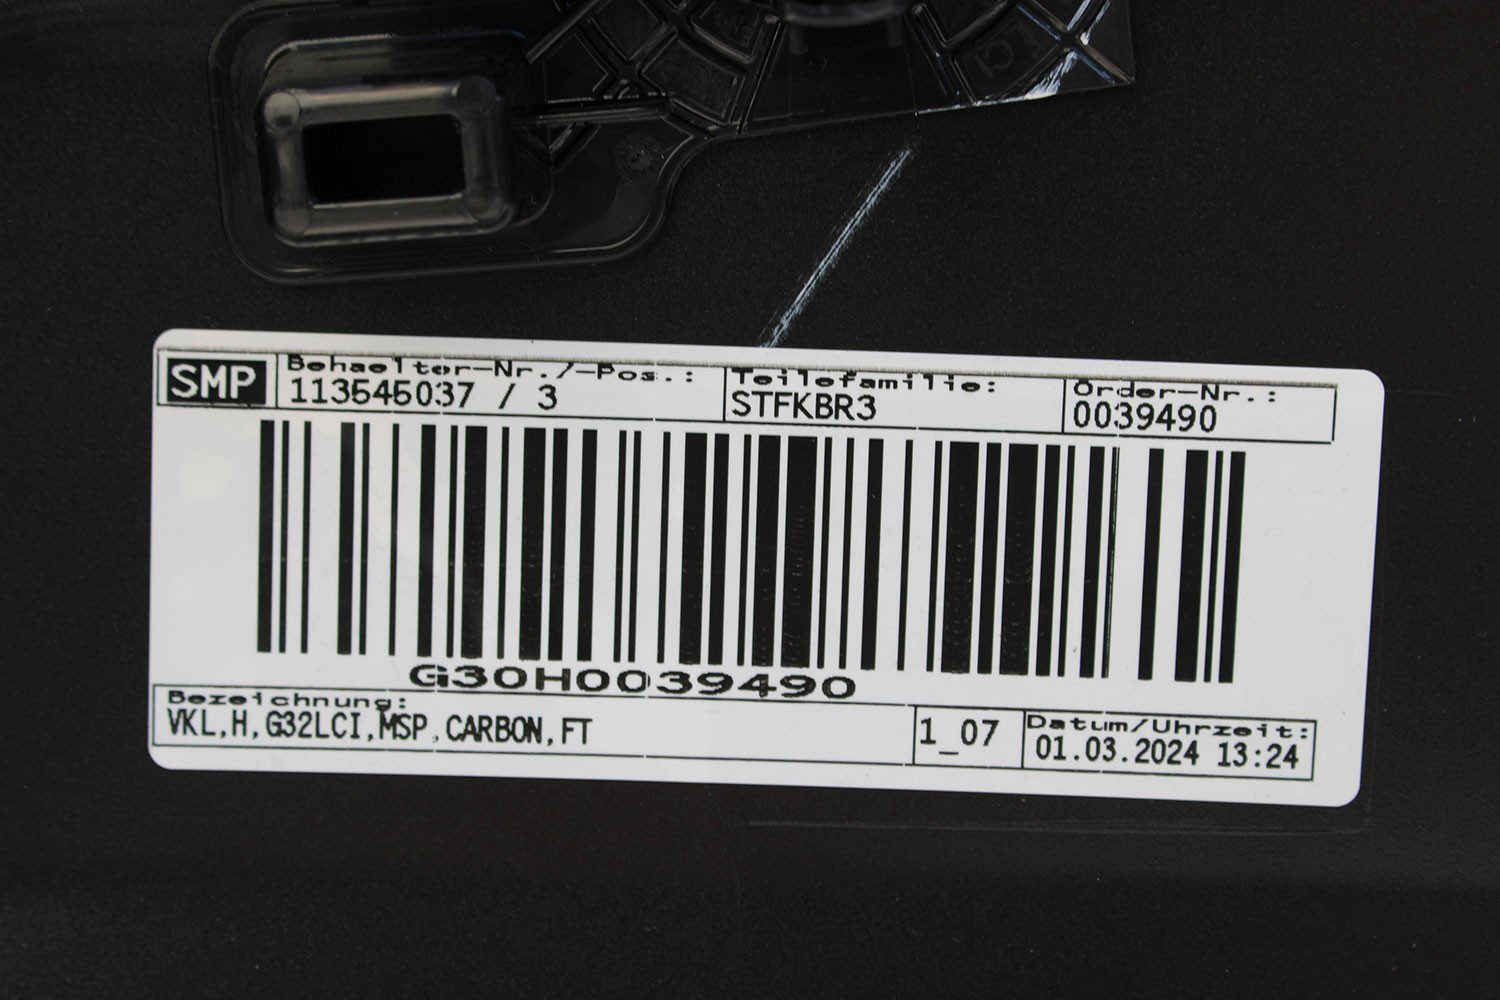 SMP
Behaelter-Nr./-Pos.:
113545037 / 3
Teilefamilie:
STFKBR3
Order-Nr.:
0039490
G30H0039490
Bezeichnung:
VKL,H,G32LCI,MSP,CARBON,FT
1_07
Datum/Uhrzeit:
01.03.2024 13:24